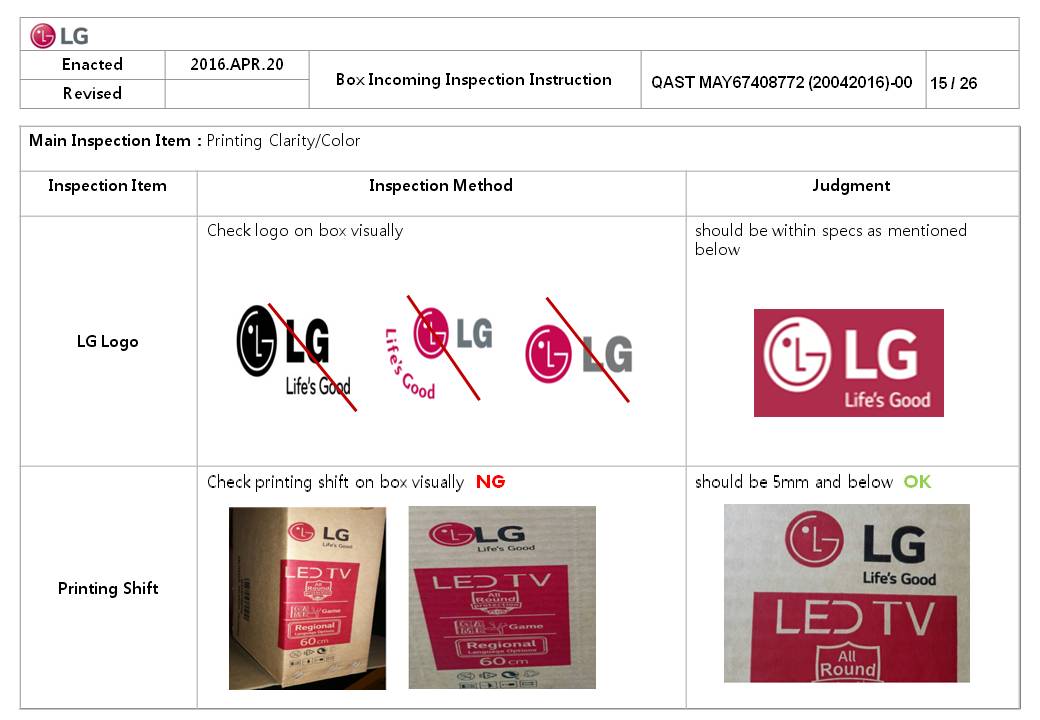 LG
Enacted
2016.APR.20
Box Incoming Inspection Instruction
QAST MAY67408772 (20042016)-00
15 / 26
Revised
Main Inspection Item : Printing Clarity/Color
Inspection Item
Inspection Method
Judgment
LG Logo
Check logo on box visually
LG
Life's Good
LG
Life's Good
LG
should be within specs as mentioned
below
LG
Life's Good
Printing Shift
Check printing shift on box visually NG
LG
Life's Good
LED TV
All
Round
Game
Regional
Language Options
60cm
LG
Life's Good
LED TV
All
Round
protection
Game
Regional
Language Options
60cm
should be 5mm and below OK
LG
Life's Good
LED TV
All
Round